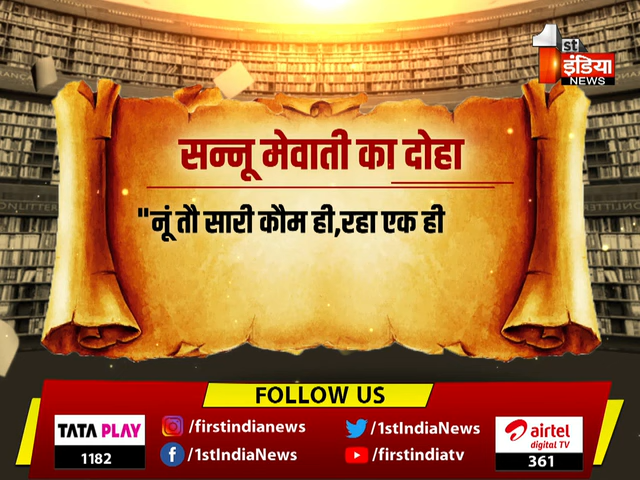 1st
इंडिया
NEWS
सन्नू मेवाती का दोहा
"नूं तौ सारी कौम ही,रहा एक ही
FOLLOW US
TATA PLAY
1182
/firstindianews
/1stIndiaNews
/1stIndiaNews
/firstindiatv
airtel
digital TV
361